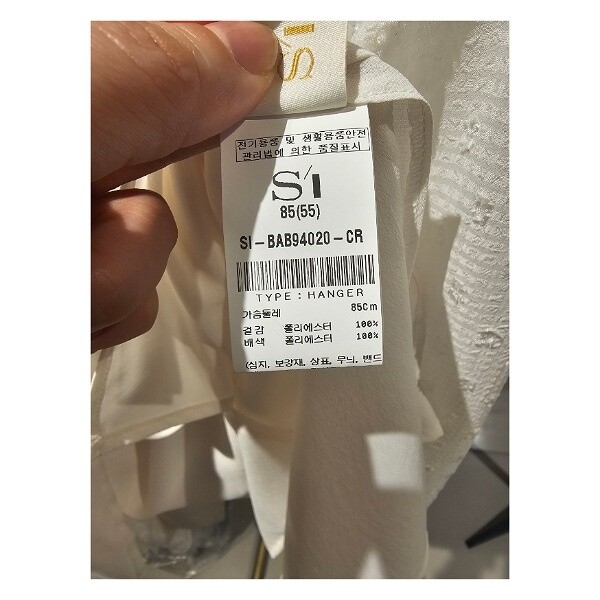 S'I
전기용품 및 생활용품안전
관리법에 의한 품질표시
S'I
85(55)
SI-BAB94020-CR
TYPE : HANGER
가슴둘레 85Cm
겉감 폴리에스터 100%
배색 폴리에스터 100%
(심지, 보강재, 상표, 무늬, 밴드